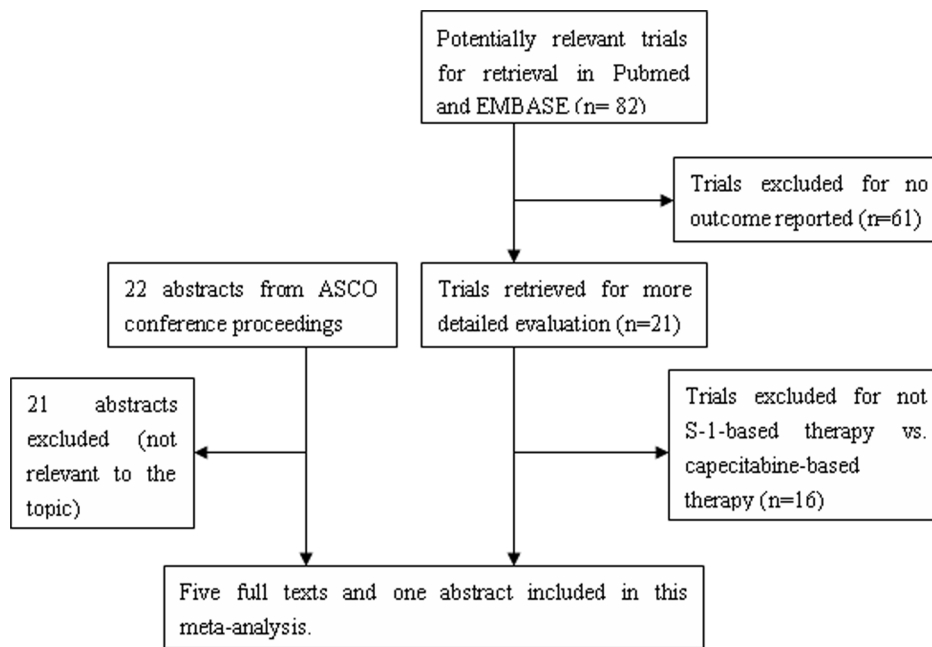 Potentially relevant trials
for retrieval in Pubmed
and EMBASE (n= 82)
Trials excluded for no
outcome reported (n=61)
22 abstracts from ASCO
conference proceedings
Trials retrieved for more
detailed evaluation (n=21)
21 abstracts
excluded (not
relevant to the
topic)
Trials excluded for not
S-1-based therapy vs.
capecitabine-based
therapy (n=16)
Five full texts and one abstract included in this
meta-analysis.